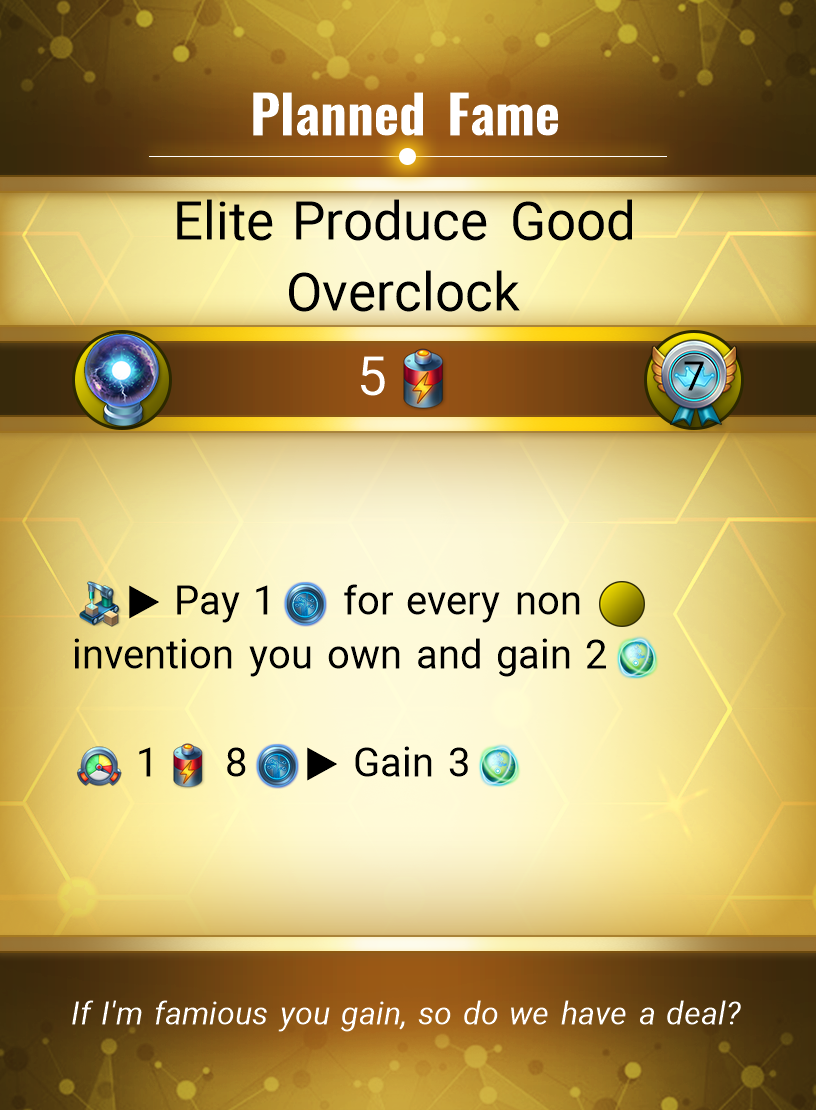 Planned Fame
Elite Produce Good
Overclock
5
7
▶ Pay 1 for every non
invention you own and gain 2
1 8 ▶ Gain 3
If I'm famious you gain, so do we have a deal?